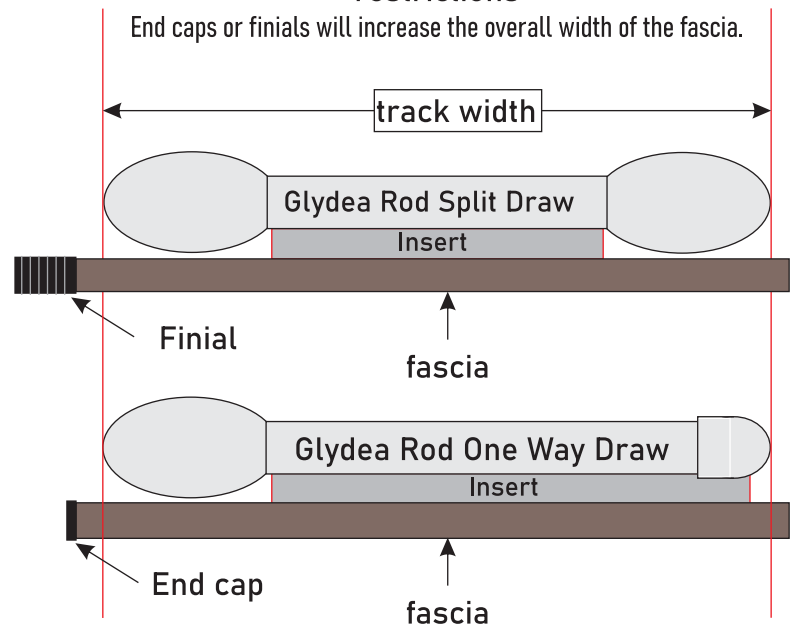 End caps or finials will increase the overall width of the fascia.
track width
Glydea Rod Split Draw
Insert
Finial
fascia
Glydea Rod One Way Draw
Insert
End cap
fascia